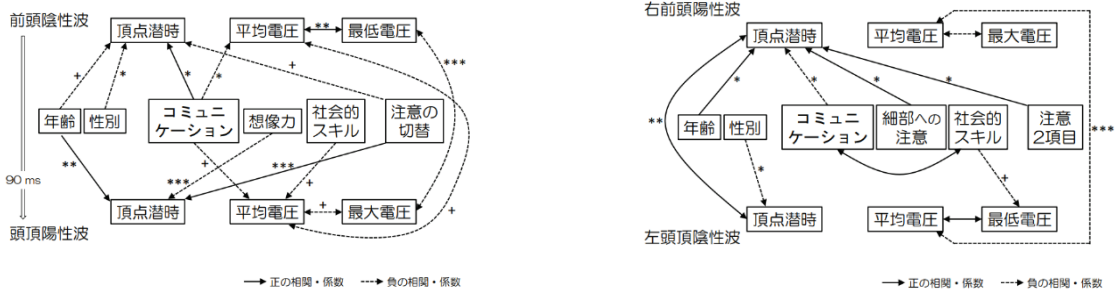 前頭陰性波
頂点潜時
平均電圧
**
最低電圧
***
+
*
*
*
+
年齢
性別
コミュニ
ケーション
想像力
社会的
スキル
注意の
切替
**
90 ms
***
+
***
+
頂点潜時
平均電圧
+
最大電圧
+
頭頂陽性波
正の相関・係数
負の相関・係数
右前頭陽性波
頂点潜時
平均電圧
最大電圧
*
*
*
*
**
年齢
性別
コミュニ
ケーション
細部への
注意
社会的
スキル
注意
2項目
***
*
+
頂点潜時
平均電圧
最低電圧
左頭頂陰性波
正の相関・係数
負の相関・係数